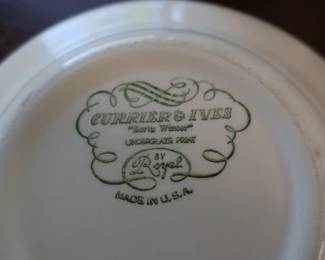 CURRIER & IVES
"Early Winter"
UNDERGLAZE PRINT
BY
Royal
MADE IN U.S.A.